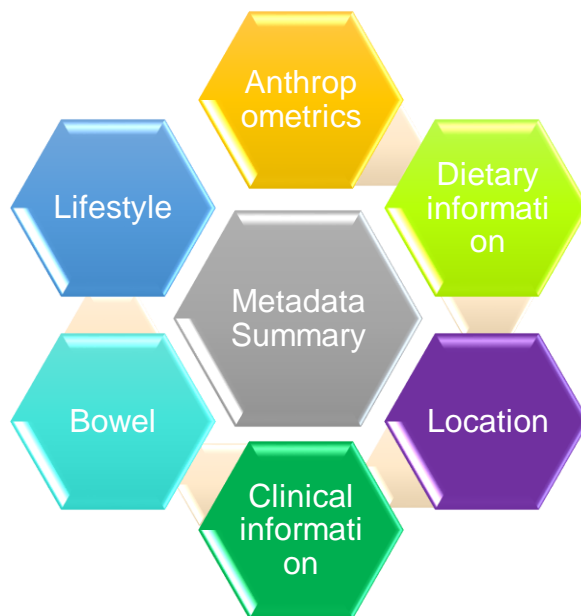 Anthrop
ometrics
Lifestyle
Dietary
informati
on
Metadata
Summary
Bowel
Location
Clinical
informati
on